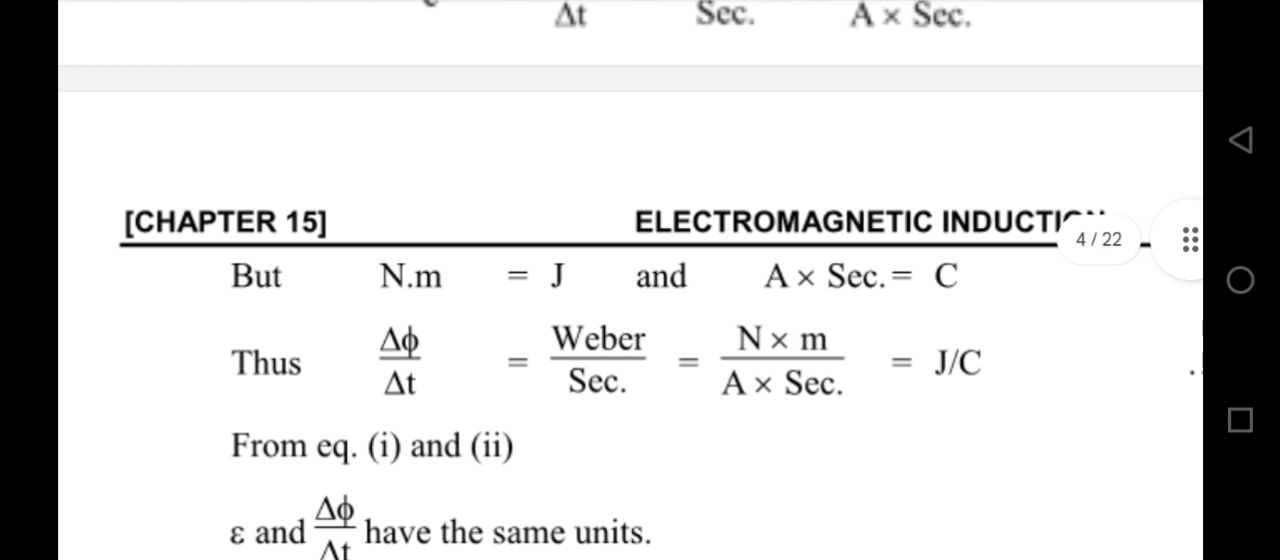 Δt Sec. A × Sec.
[CHAPTER 15] ELECTROMAGNETIC
4 / 22
But N.m = J and A × Sec. = C
Thus Δϕ/Δt = Weber/Sec. = N × m/A × Sec. = J/C
From eq. (i) and (ii)
ε and Δϕ/Δt have the same units.